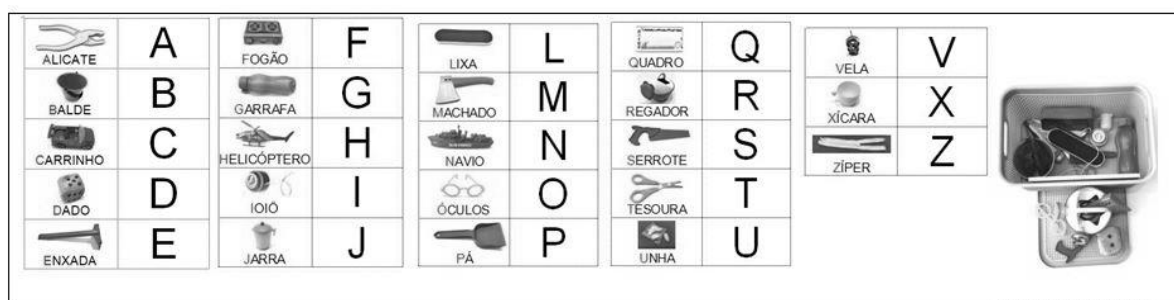 ALICATE A
BALDE B
CARRINHO C
DADO D
ENXADA E
FOGÃO F
GARRAFA G
HELICÓPTERO H
IOIÔ I
JARRA J
LIXA L
MACHADO M
NAVIO N
ÓCULOS O
PÁ P
QUADRO Q
REGADOR R
SERROTE S
TESOURA T
UNHA U
VELA V
XÍCARA X
ZÍPER Z